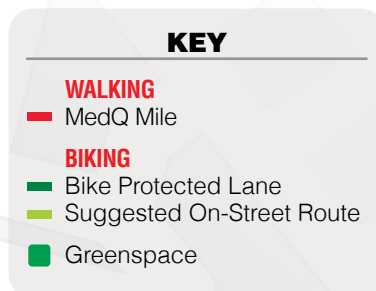 KEY
WALKING
MedQ Mile
BIKING
Bike Protected Lane
Suggested On-Street Route
Greenspace